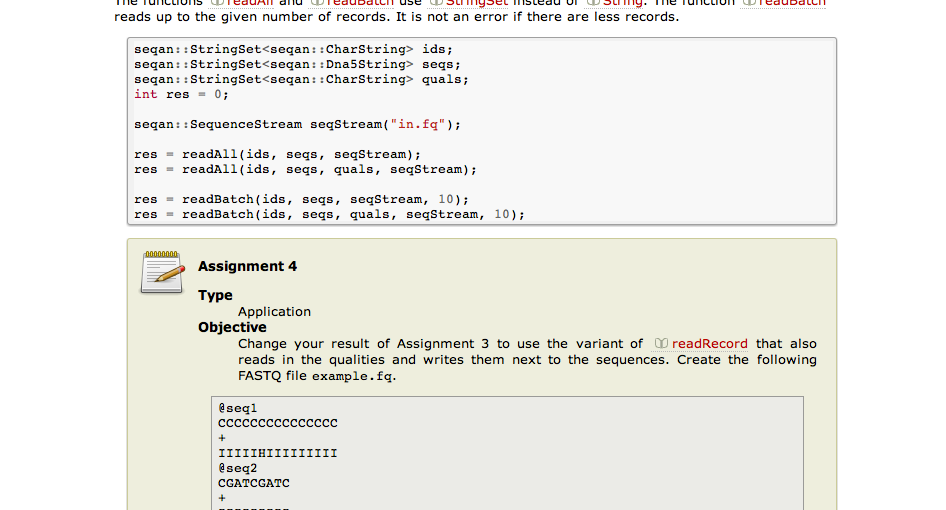 The functions readAll and readBatch use StringSet instead of String. The function readBatch
reads up to the given number of records. It is not an error if there are less records.
seqan::StringSet<seqan::CharString> ids;
seqan::StringSet<seqan::Dna5String> seqs;
seqan::StringSet<seqan::CharString> quals;
int res = 0;
seqan::SequenceStream seqStream("in.fq");
res = readAll(ids, seqs, seqStream);
res = readAll(ids, seqs, quals, seqStream);
res = readBatch(ids, seqs, seqStream, 10);
res = readBatch(ids, seqs, quals, seqStream, 10);
Assignment 4
Type
Application
Objective
Change your result of Assignment 3 to use the variant of readRecord that also
reads in the qualities and writes them next to the sequences. Create the following
FASTQ file example.fq.
@seq1
CCCCCCCCCCCCCCC
+
IIIIIHIIIIIIIII
@seq2
CGATCGATC
+